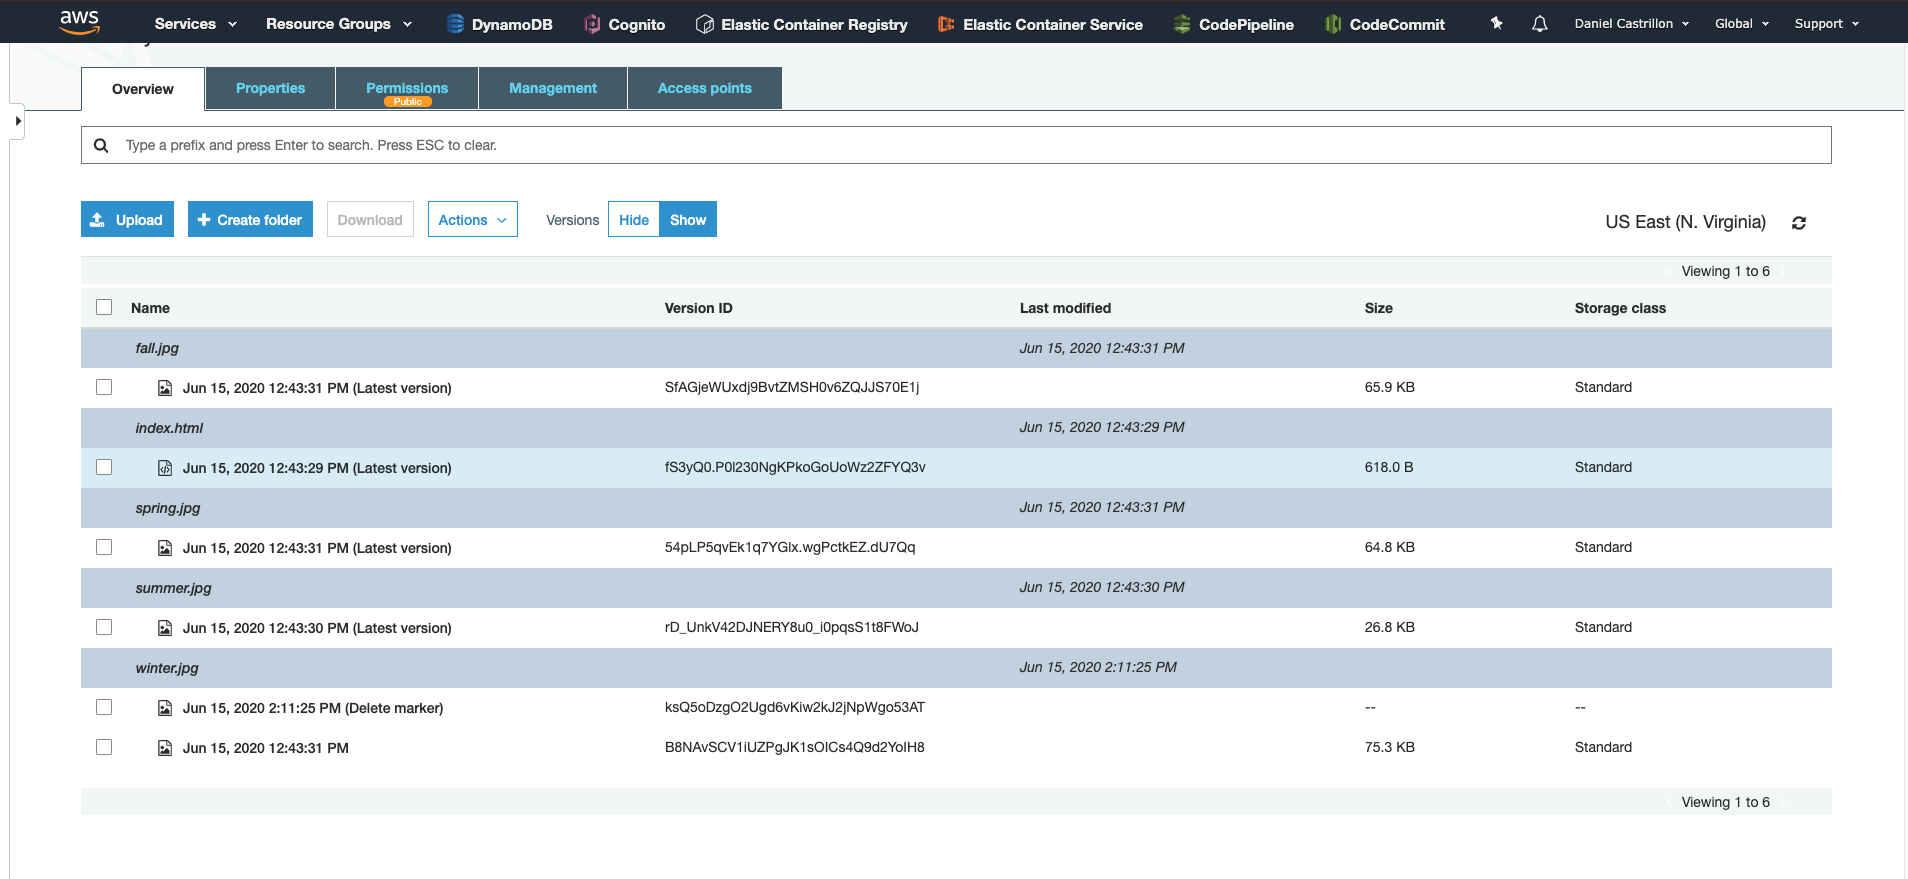 aws Services Resource Groups DynamoDB Cognito Elastic Container Registry Elastic Container Service CodePipeline CodeCommit Daniel Castrillon Global Support
Overview Properties Permissions Management Access points
Public
Type a prefix and press Enter to search. Press ESC to clear.
Upload Create folder Download Actions Versions Hide Show US East (N. Virginia)
Viewing 1 to 6
Name Version ID Last modified Size Storage class
fall.jpg Jun 15, 2020 12:43:31 PM
Jun 15, 2020 12:43:31 PM (Latest version) SfAGjeWUxdj9BvtZMSH0v6ZQJJS70E1j 65.9 KB Standard
index.html Jun 15, 2020 12:43:29 PM
Jun 15, 2020 12:43:29 PM (Latest version) fS3yQ0.P0l230NgKPkoGoUoWz2ZFYQ3v 618.0 B Standard
spring.jpg Jun 15, 2020 12:43:31 PM
Jun 15, 2020 12:43:31 PM (Latest version) 54pLP5qvEk1q7YGlx.wgPctkEZ.dU7Qq 64.8 KB Standard
summer.jpg Jun 15, 2020 12:43:30 PM
Jun 15, 2020 12:43:30 PM (Latest version) rD_UnkV42DJNERY8u0_i0pqsS1t8FWoJ 26.8 KB Standard
winter.jpg Jun 15, 2020 2:11:25 PM
Jun 15, 2020 2:11:25 PM (Delete marker) ksQ5oDzgO2Ugd6vKiw2kJ2jNpWgo53AT -- --
Jun 15, 2020 12:43:31 PM B8NAvSCV1iUZPgJK1sOICs4Q9d2YoIH8 75.3 KB Standard
Viewing 1 to 6